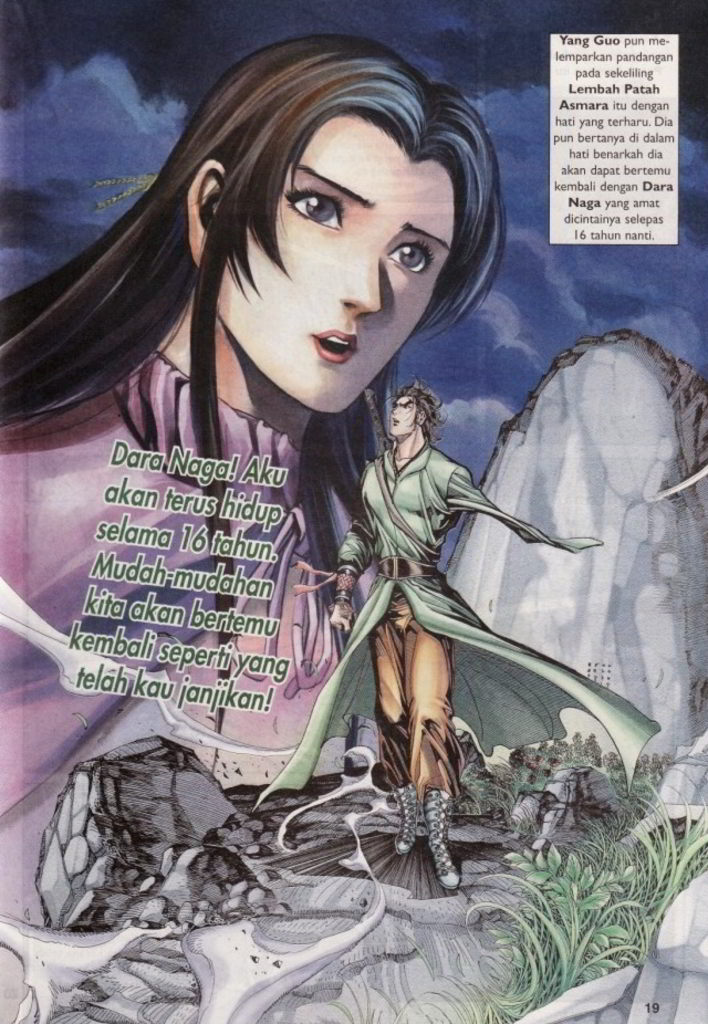 Yang Guo pun me-
lemparkan pandangan
pada sekeliling
Lembah Patah
Asmara itu dengan
hati yang terharu. Dia
pun bertanya di dalam
hati benarkah dia
akan dapat bertemu
kembali dengan Dara
Naga yang amat
dicintainya selepas
16 tahun nanti.
Dara Naga! Aku
akan terus hidup
selama 16 tahun.
Mudah-mudahan
kita akan bertemu
kembali seperti yang
telah kau janjikan!
19